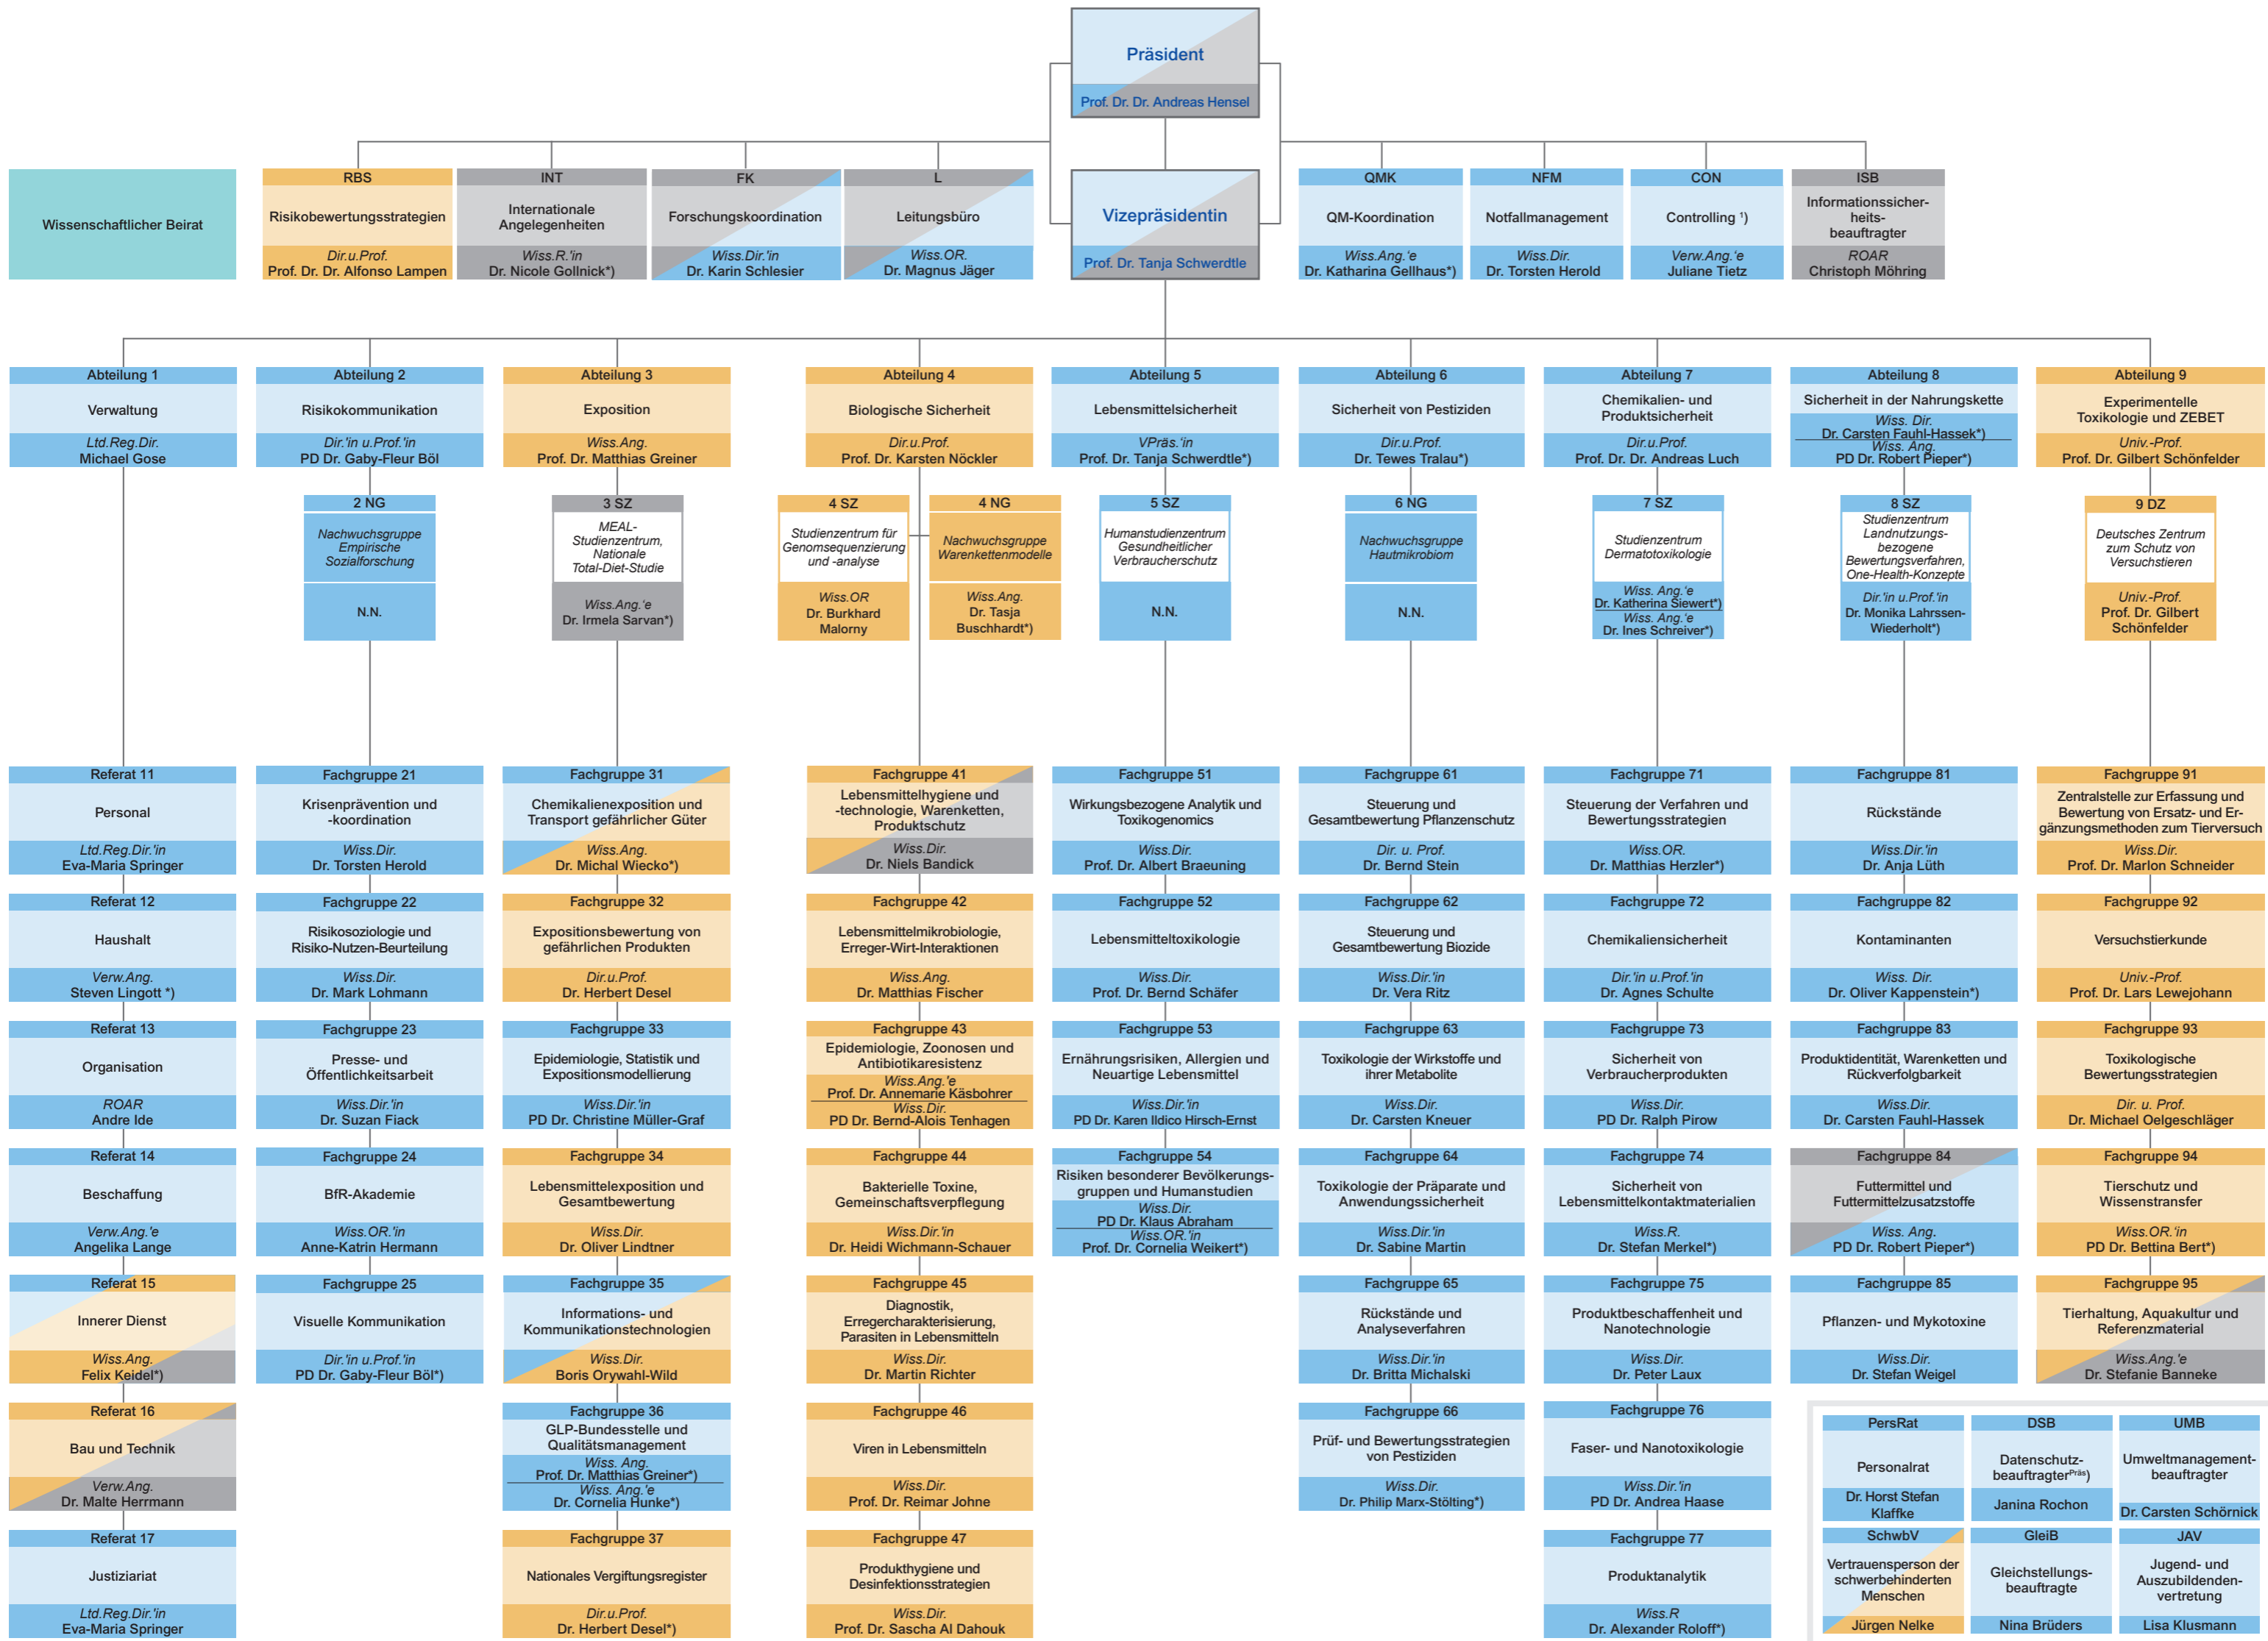 Präsident
Prof. Dr. Dr. Andreas Hensel
Wissenschaftlicher Beirat
RBS
Risikobewertungsstrategien
Dir.u.Prof.
Prof. Dr. Dr. Alfonso Lampen
INT
Internationale
Angelegenheiten
Wiss.R.'in
Dr. Nicole Gollnick*)
FK
Forschungskoordination
Wiss.Dir.'in
Dr. Karin Schlesier
L
Leitungsbüro
Wiss.OR.
Dr. Magnus Jäger
Vizepräsidentin
Prof. Dr. Tanja Schwerdtle
QMK
QM-Koordination
Wiss.Ang.'e
Dr. Katharina Gellhaus*)
NFM
Notfallmanagement
Wiss.Dir.
Dr. Torsten Herold
CON
Controlling ¹)
Verw.Ang.'e
Juliane Tietz
ISB
Informationssicher-
heits-
beauftragter
ROAR
Christoph Möhring
Abteilung 1
Verwaltung
Ltd.Reg.Dir.
Michael Gose
Abteilung 2
Risikokommunikation
Dir.'in u.Prof.'in
PD Dr. Gaby-Fleur Böl
Abteilung 3
Exposition
Wiss.Ang.
Prof. Dr. Matthias Greiner
Abteilung 4
Biologische Sicherheit
Dir.u.Prof.
Prof. Dr. Karsten Nöckler
Abteilung 5
Lebensmittelsicherheit
VPräs.'in
Prof. Dr. Tanja Schwerdtle*)
Abteilung 6
Sicherheit von Pestiziden
Dir.u.Prof.
Dr. Tewes Tralau*)
Abteilung 7
Chemikalien- und
Produktsicherheit
Dir.u.Prof.
Prof. Dr. Dr. Andreas Luch
Abteilung 8
Sicherheit in der Nahrungskette
Wiss. Dir.
Dr. Carsten Fauhl-Hassek*)
Wiss. Ang.
PD Dr. Robert Pieper*)
Abteilung 9
Experimentelle
Toxikologie und ZEBET
Univ.-Prof.
Prof. Dr. Gilbert Schönfelder
2 NG
Nachwuchsgruppe
Empirische
Sozialforschung
N.N.
3 SZ
MEAL-
Studienzentrum,
Nationale
Total-Diet-Studie
Wiss.Ang.'e
Dr. Irmela Sarvan*)
4 SZ
Studienzentrum für
Genomsequenzierung
und -analyse
Wiss.OR
Dr. Burkhard
Malorny
4 NG
Nachwuchsgruppe
Warenkettenmodelle
Wiss.Ang.
Dr. Tasja
Buschhardt*)
5 SZ
Humanstudienzentrum
Gesundheitlicher
Verbraucherschutz
N.N.
6 NG
Nachwuchsgruppe
Hautmikrobiom
N.N.
7 SZ
Studienzentrum
Dermatotoxikologie
Wiss. Ang.'e
Dr. Katherina Siewert*)
Wiss. Ang.'e
Dr. Ines Schreiver*)
8 SZ
Studienzentrum
Landnutzungs-
bezogene
Bewertungsverfahren,
One-Health-Konzepte
Dir.'in u.Prof.'in
Dr. Monika Lahrssen-
Wiederholt*)
9 DZ
Deutsches Zentrum
zum Schutz von
Versuchstieren
Univ.-Prof.
Prof. Dr. Gilbert
Schönfelder
Referat 11
Personal
Ltd.Reg.Dir.'in
Eva-Maria Springer
Fachgruppe 21
Krisenprävention und
-koordination
Wiss.Dir.
Dr. Torsten Herold
Fachgruppe 31
Chemikalienexposition und
Transport gefährlicher Güter
Wiss.Ang.
Dr. Michal Wiecko*)
Fachgruppe 41
Lebensmittelhygiene und
-technologie, Warenketten,
Produktschutz
Wiss.Dir.
Dr. Niels Bandick
Fachgruppe 51
Wirkungsbezogene Analytik und
Toxikogenomics
Wiss.Dir.
Prof. Dr. Albert Braeuning
Fachgruppe 61
Steuerung und
Gesamtbewertung Pflanzenschutz
Dir. u. Prof.
Dr. Bernd Stein
Fachgruppe 71
Steuerung der Verfahren und
Bewertungsstrategien
Wiss.OR.
Dr. Matthias Herzler*)
Fachgruppe 81
Rückstände
Wiss.Dir.'in
Dr. Anja Lüth
Fachgruppe 91
Zentralstelle zur Erfassung und
Bewertung von Ersatz- und Er-
gänzungsmethoden zum Tierversuch
Wiss.Dir.
Prof. Dr. Marlon Schneider
Referat 12
Haushalt
Verw.Ang.
Steven Lingott *)
Fachgruppe 22
Risikosoziologie und
Risiko-Nutzen-Beurteilung
Wiss.Dir.
Dr. Mark Lohmann
Fachgruppe 32
Expositionsbewertung von
gefährlichen Produkten
Dir.u.Prof.
Dr. Herbert Desel
Fachgruppe 42
Lebensmittelmikrobiologie,
Erreger-Wirt-Interaktionen
Wiss.Ang.
Dr. Matthias Fischer
Fachgruppe 52
Lebensmitteltoxikologie
Wiss.Dir.
Prof. Dr. Bernd Schäfer
Fachgruppe 62
Steuerung und
Gesamtbewertung Biozide
Wiss.Dir.'in
Dr. Vera Ritz
Fachgruppe 72
Chemikaliensicherheit
Dir.'in u.Prof.'in
Dr. Agnes Schulte
Fachgruppe 82
Kontaminanten
Wiss. Dir.
Dr. Oliver Kappenstein*)
Fachgruppe 92
Versuchstierkunde
Univ.-Prof.
Prof. Dr. Lars Lewejohann
Referat 13
Organisation
ROAR
Andre Ide
Fachgruppe 23
Presse- und
Öffentlichkeitsarbeit
Wiss.Dir.'in
Dr. Suzan Fiack
Fachgruppe 33
Epidemiologie, Statistik und
Expositionsmodellierung
Wiss.Dir.'in
PD Dr. Christine Müller-Graf
Fachgruppe 43
Epidemiologie, Zoonosen und
Antibiotikaresistenz
Wiss.Ang.'e
Prof. Dr. Annemarie Käsbohrer
Wiss.Dir.
PD Dr. Bernd-Alois Tenhagen
Fachgruppe 53
Ernährungsrisiken, Allergien und
Neuartige Lebensmittel
Wiss.Dir.'in
PD Dr. Karen Ildico Hirsch-Ernst
Fachgruppe 63
Toxikologie der Wirkstoffe und
ihrer Metabolite
Wiss.Dir.
Dr. Carsten Kneuer
Fachgruppe 73
Sicherheit von
Verbraucherprodukten
Wiss.Dir.
PD Dr. Ralph Pirow
Fachgruppe 83
Produktidentität, Warenketten und
Rückverfolgbarkeit
Wiss.Dir.
Dr. Carsten Fauhl-Hassek
Fachgruppe 93
Toxikologische
Bewertungsstrategien
Dir. u. Prof.
Dr. Michael Oelgeschläger
Referat 14
Beschaffung
Verw.Ang.'e
Angelika Lange
Fachgruppe 24
BfR-Akademie
Wiss.OR.'in
Anne-Katrin Hermann
Fachgruppe 34
Lebensmittelexposition und
Gesamtbewertung
Wiss.Dir.
Dr. Oliver Lindtner
Fachgruppe 44
Bakterielle Toxine,
Gemeinschaftsverpflegung
Wiss.Dir.'in
Dr. Heidi Wichmann-Schauer
Fachgruppe 54
Risiken besonderer Bevölkerungs-
gruppen und Humanstudien
Wiss.Dir.
PD Dr. Klaus Abraham
Wiss.OR.'in
Prof. Dr. Cornelia Weikert*)
Fachgruppe 64
Toxikologie der Präparate und
Anwendungssicherheit
Wiss.Dir.'in
Dr. Sabine Martin
Fachgruppe 74
Sicherheit von
Lebensmittelkontaktmaterialien
Wiss.R.
Dr. Stefan Merkel*)
Fachgruppe 84
Futtermittel und
Futtermittelzusatzstoffe
Wiss. Ang.
PD Dr. Robert Pieper*)
Fachgruppe 94
Tierschutz und
Wissenstransfer
Wiss.OR.'in
PD Dr. Bettina Bert*)
Referat 15
Innerer Dienst
Wiss.Ang.
Felix Keidel*)
Fachgruppe 25
Visuelle Kommunikation
Dir.'in u.Prof.'in
PD Dr. Gaby-Fleur Böl*)
Fachgruppe 35
Informations- und
Kommunikationstechnologien
Wiss.Dir.
Boris Orywahl-Wild
Fachgruppe 45
Diagnostik,
Erregercharakterisierung,
Parasiten in Lebensmitteln
Wiss.Dir.
Dr. Martin Richter
Fachgruppe 65
Rückstände und
Analyseverfahren
Wiss.Dir.'in
Dr. Britta Michalski
Fachgruppe 75
Produktbeschaffenheit und
Nanotechnologie
Wiss.Dir.
Dr. Peter Laux
Fachgruppe 85
Pflanzen- und Mykotoxine
Wiss.Dir.
Dr. Stefan Weigel
Fachgruppe 95
Tierhaltung, Aquakultur und
Referenzmaterial
Wiss.Ang.'e
Dr. Stefanie Banneke
Referat 16
Bau und Technik
Verw.Ang.
Dr. Malte Herrmann
Fachgruppe 36
GLP-Bundesstelle und
Qualitätsmanagement
Wiss. Ang.
Prof. Dr. Matthias Greiner*)
Wiss. Ang.'e
Dr. Cornelia Hunke*)
Fachgruppe 46
Viren in Lebensmitteln
Wiss.Dir.
Prof. Dr. Reimar Johne
Fachgruppe 66
Prüf- und Bewertungsstrategien
von Pestiziden
Wiss.Dir.
Dr. Philip Marx-Stölting*)
Fachgruppe 76
Faser- und Nanotoxikologie
Wiss.Dir.'in
PD Dr. Andrea Haase
PersRat
Personalrat
Dr. Horst Stefan
Klaffke
DSB
Datenschutz-
beauftragterPräs)
Janina Rochon
UMB
Umweltmanagement-
beauftragter
Dr. Carsten Schörnick
Referat 17
Justiziariat
Ltd.Reg.Dir.'in
Eva-Maria Springer
Fachgruppe 37
Nationales Vergiftungsregister
Dir.u.Prof.
Dr. Herbert Desel*)
Fachgruppe 47
Produkthygiene und
Desinfektionsstrategien
Wiss.Dir.
Prof. Dr. Sascha Al Dahouk
Fachgruppe 77
Produktanalytik
Wiss.R
Dr. Alexander Roloff*)
SchwbV
Vertrauensperson der
schwerbehinderten
Menschen
Jürgen Nelke
GleiB
Gleichstellungs-
beauftragte
Nina Brüders
JAV
Jugend- und
Auszubildenden-
vertretung
Lisa Klusmann